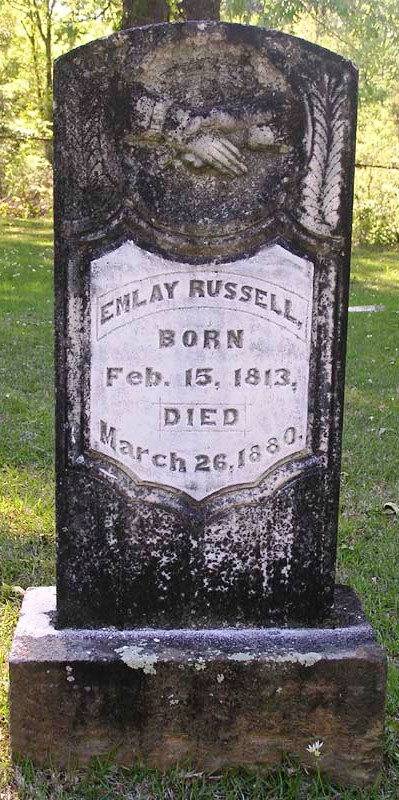 EMLAY RUSSELL,
BORN
Feb. 15, 1813,
DIED
March 26, 1880.